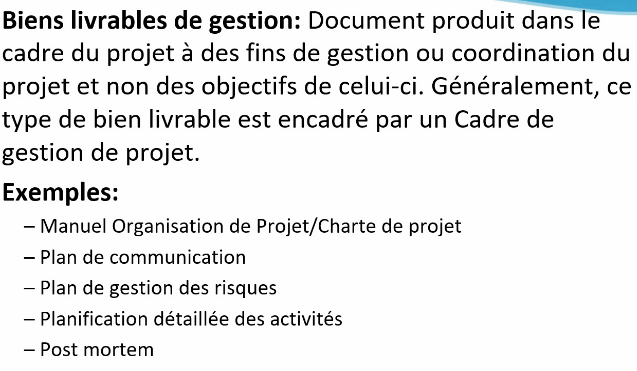 Biens livrables de gestion: Document produit dans le
cadre du projet à des fins de gestion ou coordination du
projet et non des objectifs de celui-ci. Généralement, ce
type de bien livrable est encadré par un Cadre de
gestion de projet.
Exemples:
– Manuel Organisation de Projet/Charte de projet
– Plan de communication
– Plan de gestion des risques
– Planification détaillée des activités
– Post mortem